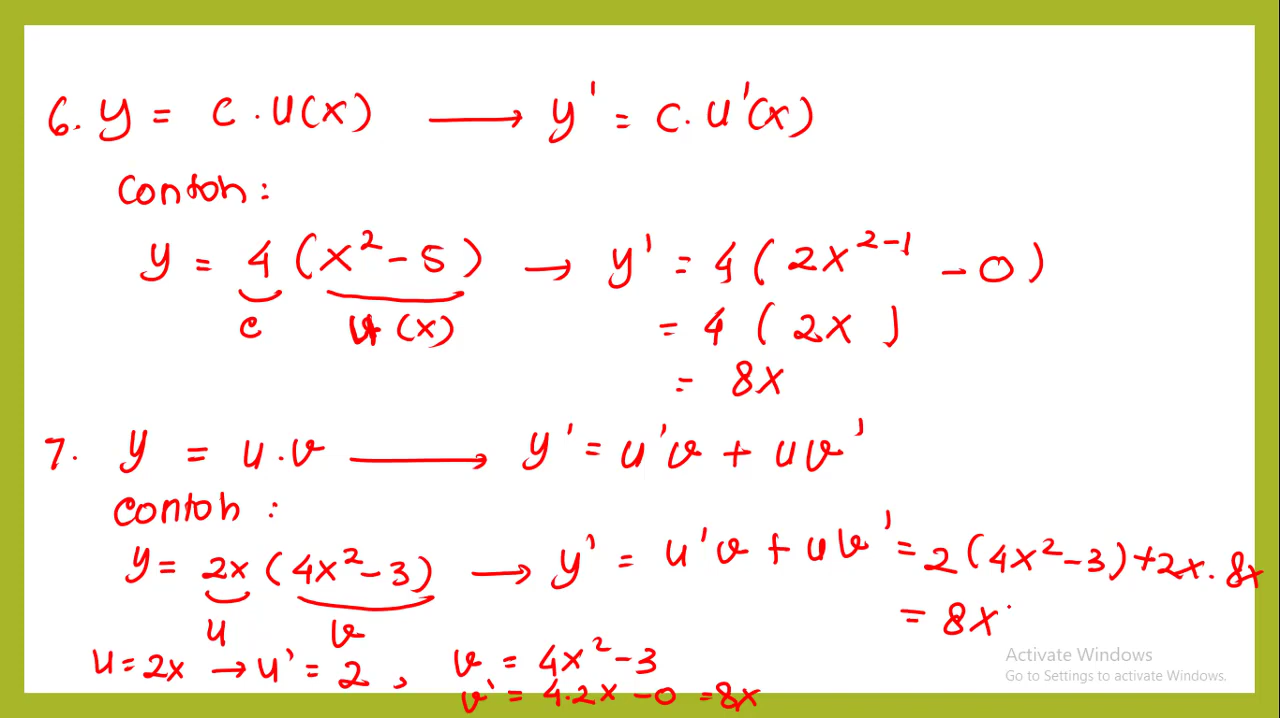 6. y = c . u(x) ⟶ y' = c. u'(x)
Contoh :
y = 4 (x² - 5) → y' = 4 ( 2x²⁻¹ - 0)
c u (x)
= 4 ( 2x )
= 8x
7. y = u . v ⟶ y' = u'v + uv'
Contoh :
y = 2x ( 4x² - 3) → y' = u'v + uv' = 2 (4x² - 3) + 2x . 8x
u v
= 8x
u = 2x → u' = 2 , v = 4x² - 3
v' = 4.2x - 0 = 8x
Activate Windows
Go to Settings to activate Windows.